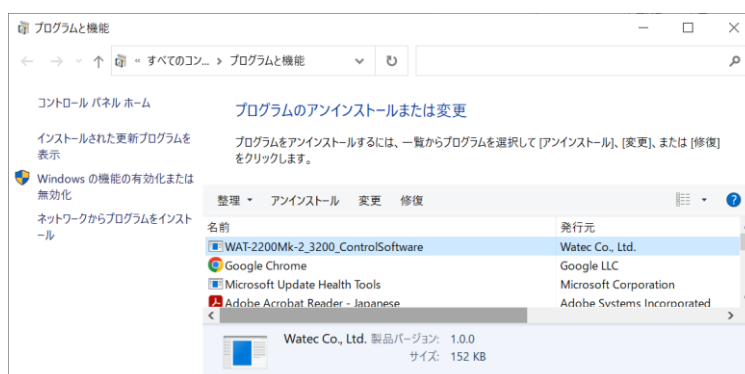 プログラムと機能
« すべてのコン... › プログラムと機能
コントロール パネル ホーム
インストールされた更新プログラムを
表示
Windows の機能の有効化または
無効化
ネットワークからプログラムをインスト
ール
プログラムのアンインストールまたは変更
プログラムをアンインストールするには、一覧からプログラムを選択して [アンインストール]、[変更]、または [修復]
をクリックします。
整理 アンインストール 変更 修復
名前 発行元
WAT-2200Mk-2_3200_ControlSoftware Watec Co., Ltd.
Google Chrome Google LLC
Microsoft Update Health Tools Microsoft Corporation
Adobe Acrobat Reader - Japanese Adobe Systems Incorporated
Watec Co., Ltd. 製品バージョン: 1.0.0
サイズ: 152 KB